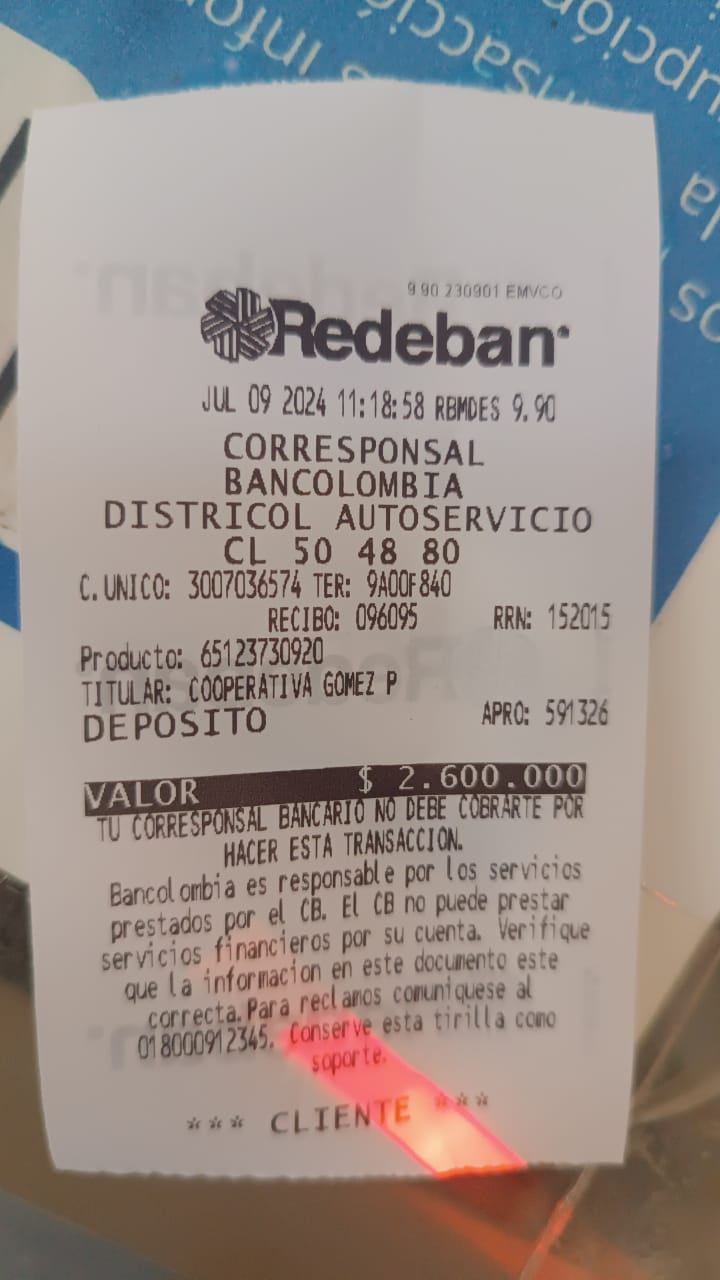 9 90 230901 EMVCO
Redeban
JUL 09 2024 11:18:58 RBMDES 9.90
CORRESPONSAL
BANCOLOMBIA
DISTRICOL AUTOSERVICIO
CL 50 48 80
C.UNICO: 3007036574 TER: 9A00F840
RECIBO: 096095 RRN: 152015
Producto: 65123730920
TITULAR: COOPERATIVA GOMEZ P
DEPOSITO APRO: 591326
VALOR $ 2.600.000
TU CORRESPONSAL BANCARIO NO DEBE COBRARTE POR
HACER ESTA TRANSACCION.
Bancolombia es responsable por los servicios
prestados por el CB. El CB no puede prestar
servicios financieros por su cuenta. Verifique
que la informacion en este documento este
correcta.Para reclamos comuniquese al
018000912345. Conserve esta tirilla como
soporte.
*** CLIENTE ***